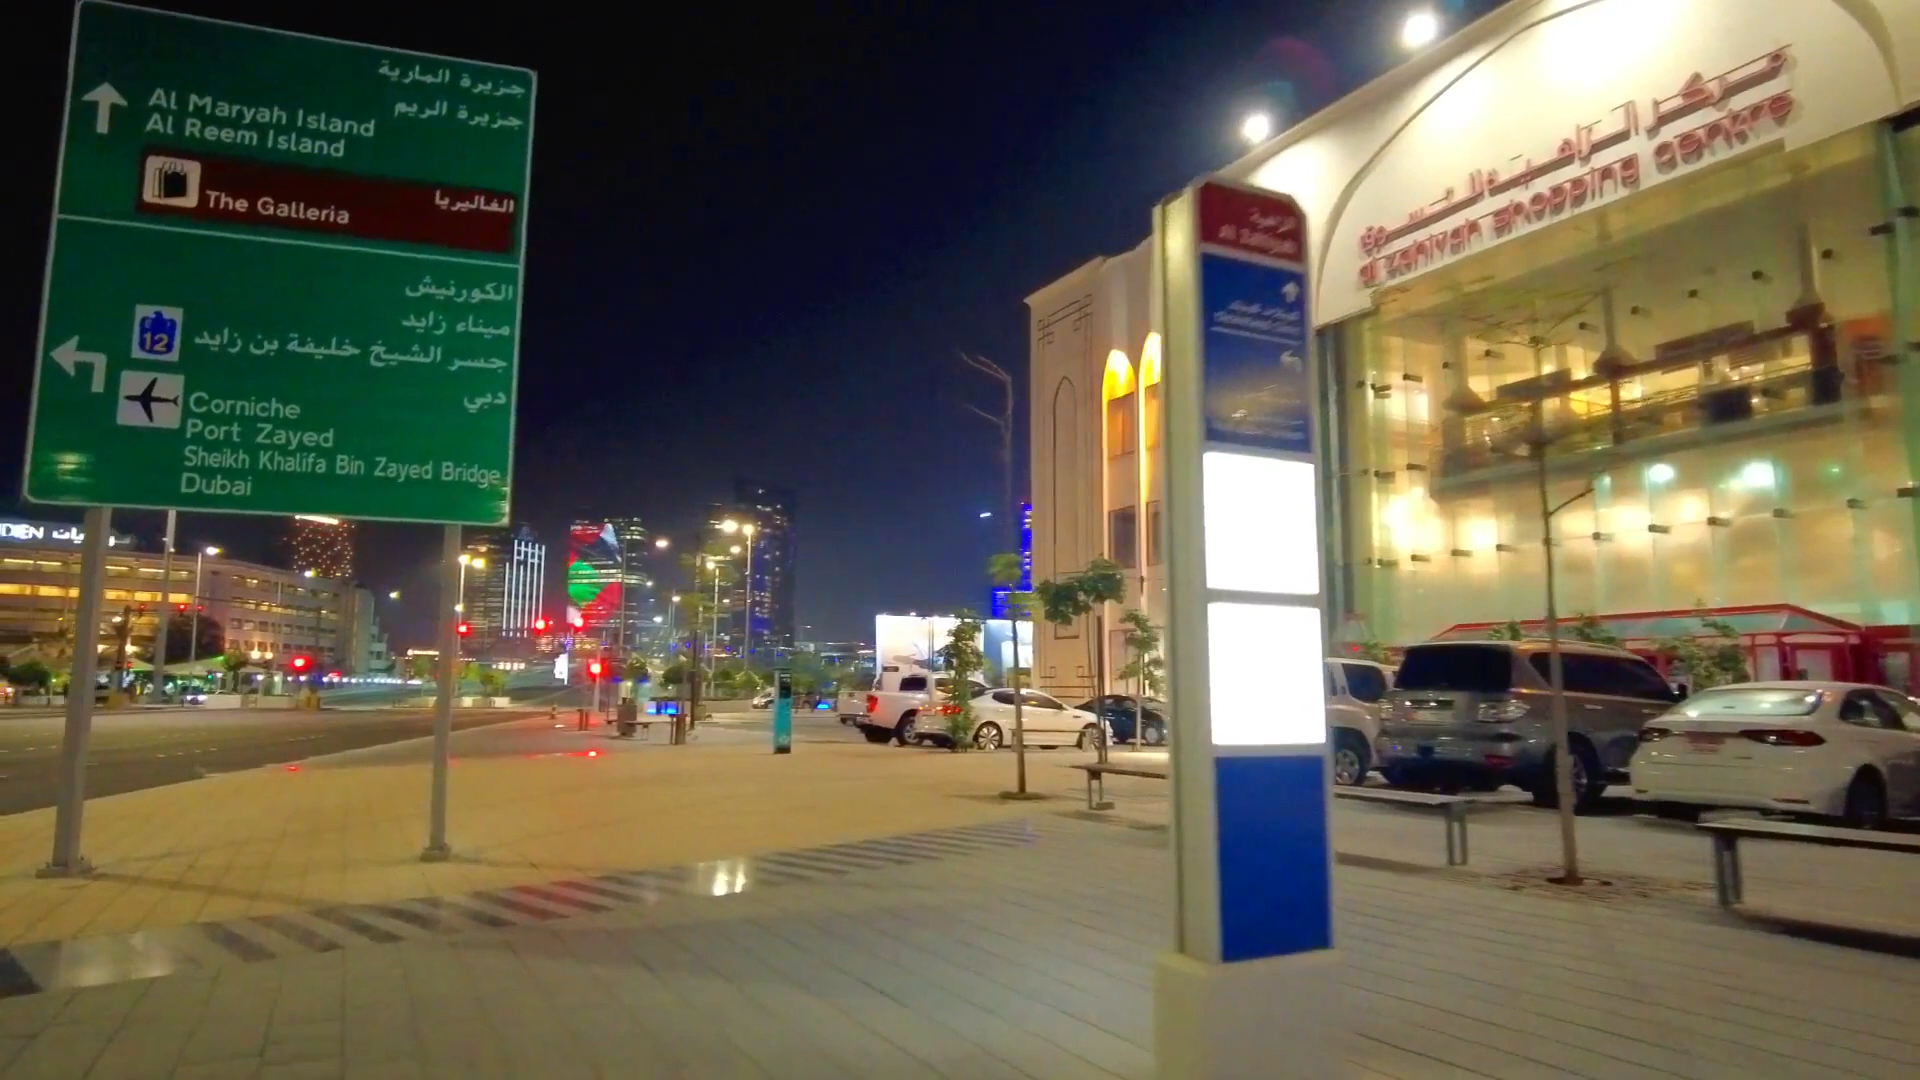 جزيرة المارية
جزيرة الريم
Al Maryah Island
Al Reem Island
الغاليريا
The Galleria
الكورنيش
ميناء زايد
جسر الشيخ خليفة بن زايد
دبي
12
Corniche
Port Zayed
Sheikh Khalifa Bin Zayed Bridge
Dubai
مركز الزاهية للتسوق
al zahiyah shopping centre
الزاهية
Al Zahiyah